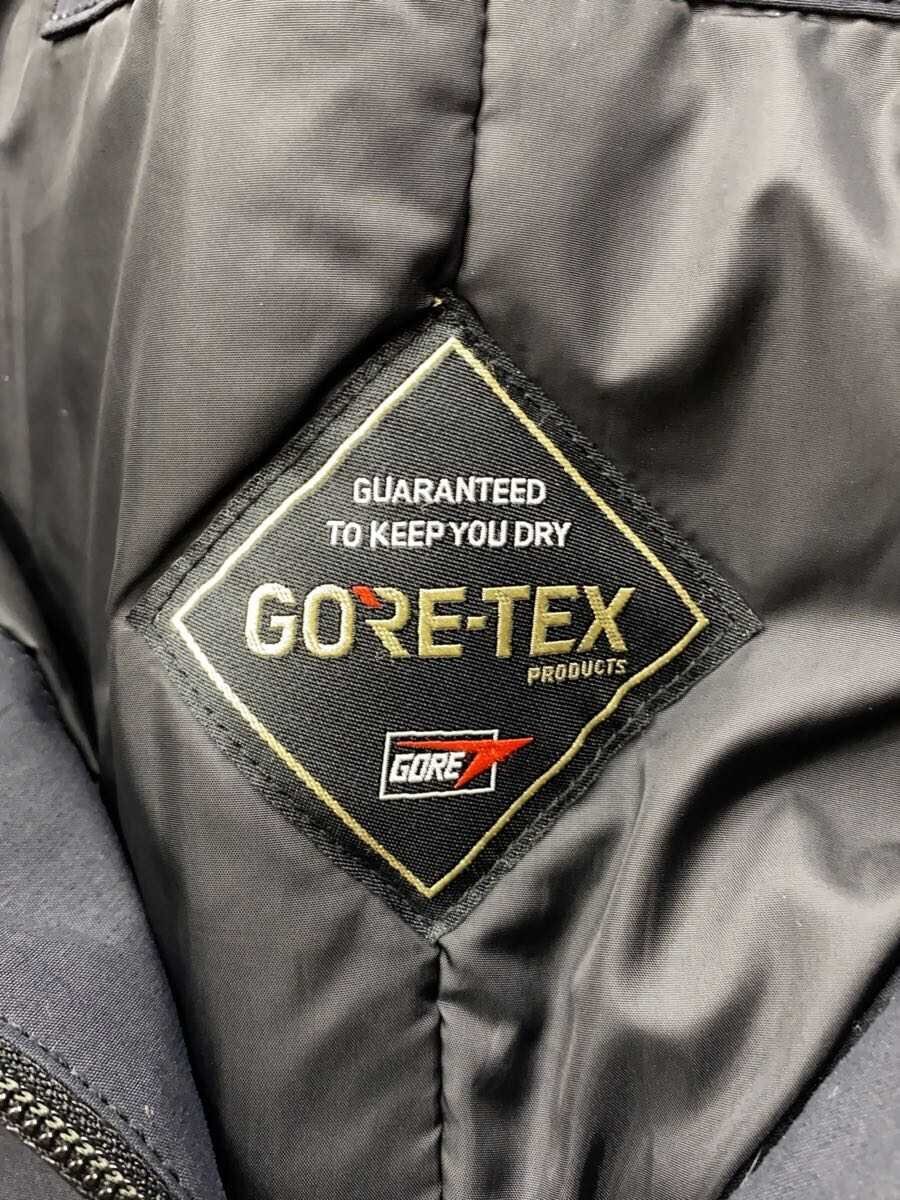 GUARANTEED
TO KEEP YOU DRY
GORE-TEX
PRODUCTS
GORE